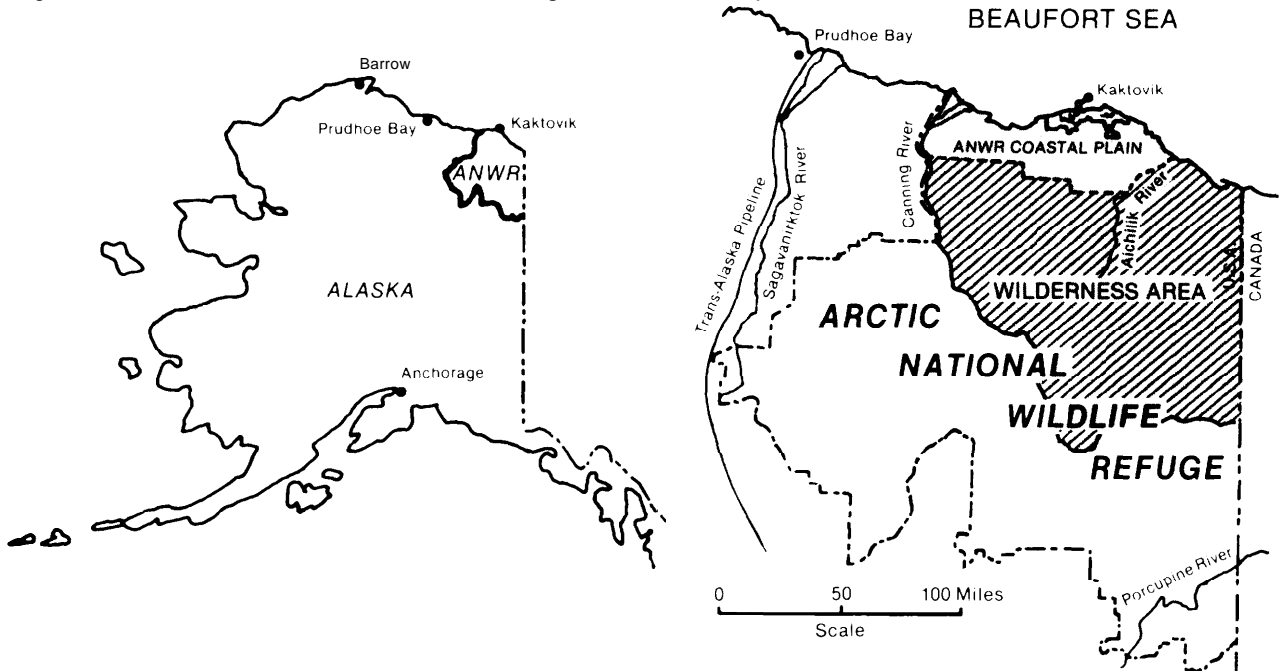 Barrow
Prudhoe Bay
Kaktovik
ANWR
ALASKA
Anchorage
BEAUFORT SEA
Prudhoe Bay
Kaktovik
ANWR COASTAL PLAIN
Canning River
Aichilik River
Trans-Alaska Pipeline
Sagavanirktok River
U.S.A.
CANADA
WILDERNESS AREA
ARCTIC
NATIONAL
WILDLIFE
REFUGE
Porcupine River
0 50 100 Miles
Scale